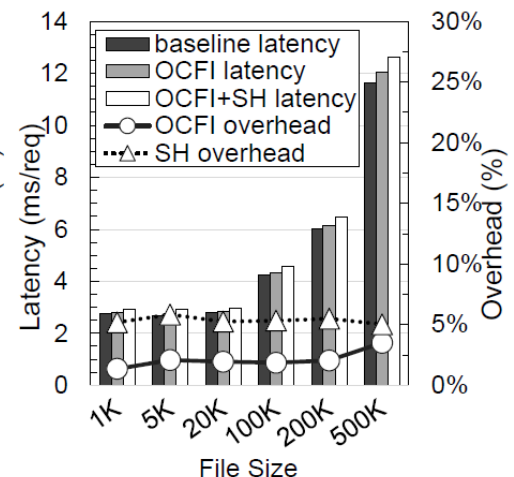 14
12
10
8
6
4
2
0
Latency (ms/req)
baseline latency
OCFI latency
OCFI+SH latency
OCFI overhead
SH overhead
30%
25%
20%
15%
10%
5%
0%
Overhead (%)
1K
5K
20K
100K
200K
500K
File Size